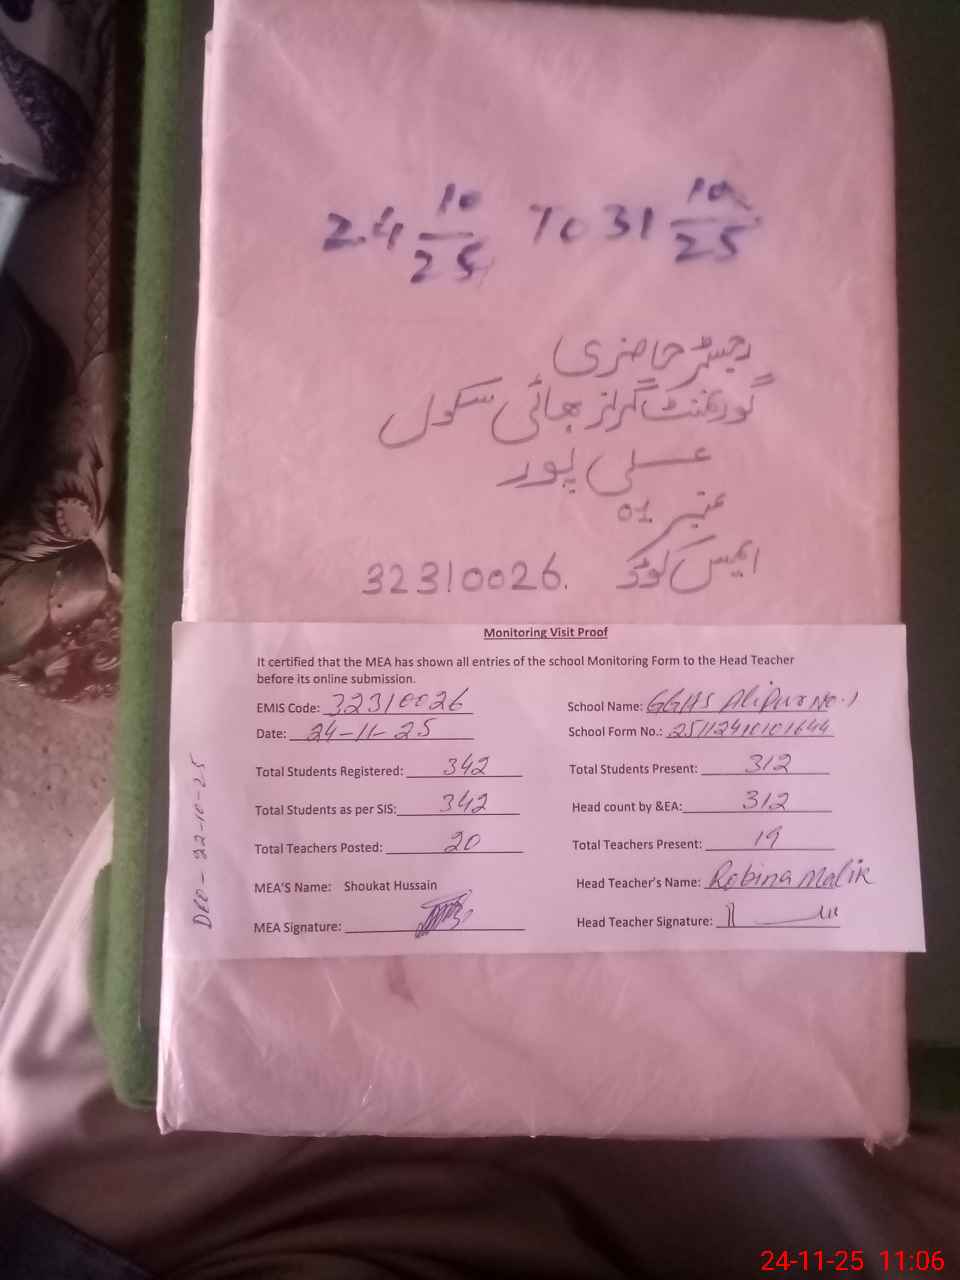 24 10/25 To 31 10/25
رجسٹر حاضری
گورنمنٹ گرلز ہائی سکول
علی پور
نمبر 01
ایمیس کوڈ 32310026.
Monitoring Visit Proof
It certified that the MEA has shown all entries of the school Monitoring Form to the Head Teacher
before its online submission.
EMIS Code: 32310026 School Name: GGHS Alipur No.1
Date: 24-11-25 School Form No.: 25112410101644
Total Students Registered: 342 Total Students Present: 312
Total Students as per SIS: 342 Head count by &EA: 312
Total Teachers Posted: 20 Total Teachers Present: 19
MEA'S Name: Shoukat Hussain Head Teacher's Name: Robina Malik
MEA Signature: Head Teacher Signature:
DEO - 22-10-25
24-11-25 11:06